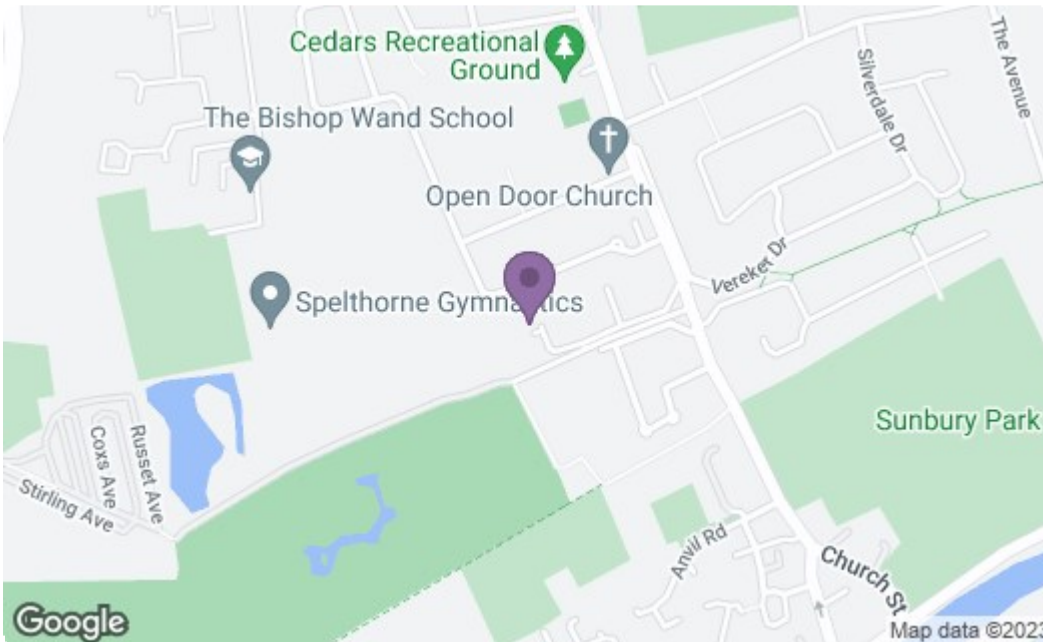 Cedars Recreational
Ground
The Avenue
Silverdale Dr
The Bishop Wand School
Open Door Church
Vereker Dr
Spelthorne Gymnastics
Sunbury Park
Coxs Ave
Russet Ave
Stirling Ave
Anvil Rd
Church St
Google
Map data ©2023